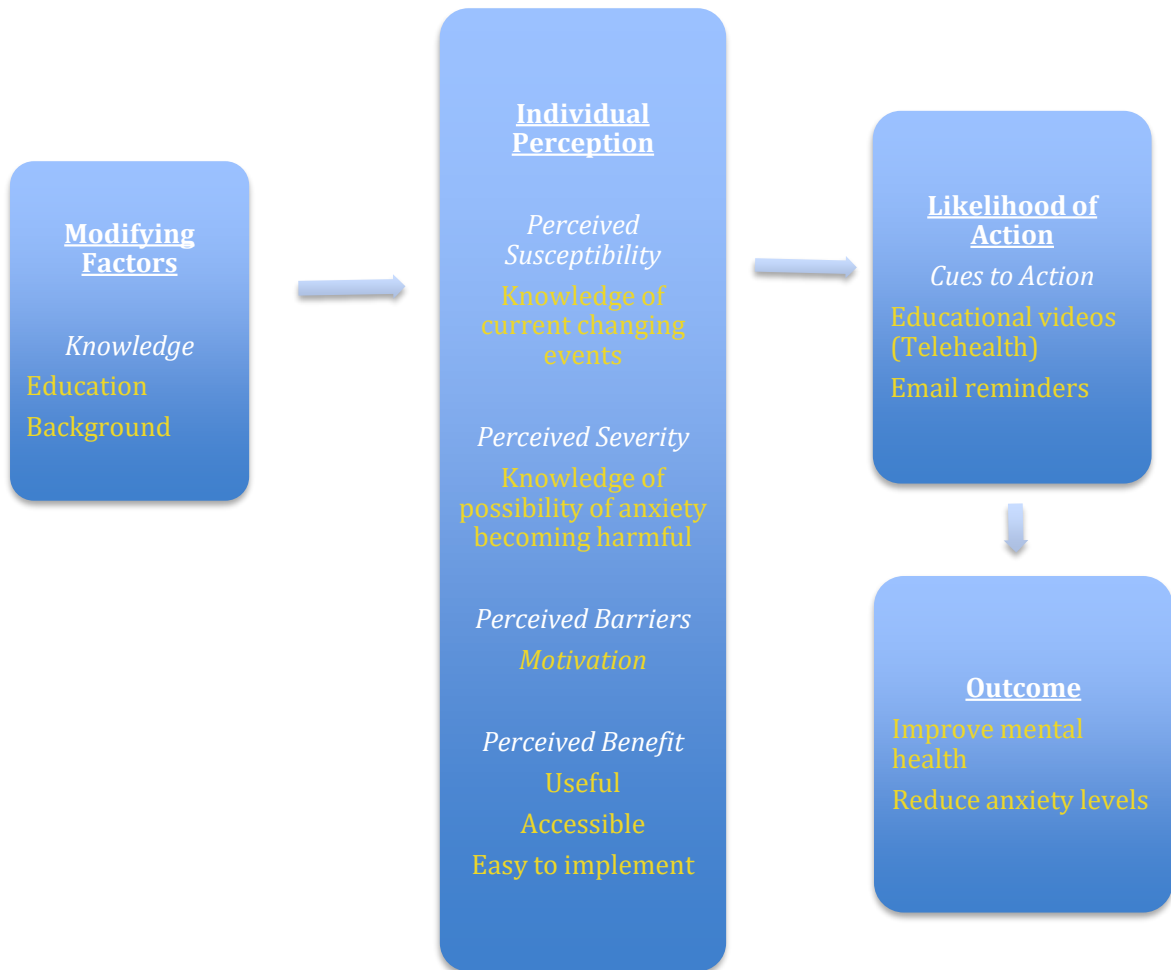 Modifying
Factors
Knowledge
Education
Background
Individual
Perception
Perceived
Susceptibility
Knowledge of
current changing
events
Perceived Severity
Knowledge of
possibility of anxiety
becoming harmful
Perceived Barriers
Motivation
Perceived Benefit
Useful
Accessible
Easy to implement
Likelihood of
Action
Cues to Action
Educational videos
(Telehealth)
Email reminders
Outcome
Improve mental
health
Reduce anxiety levels